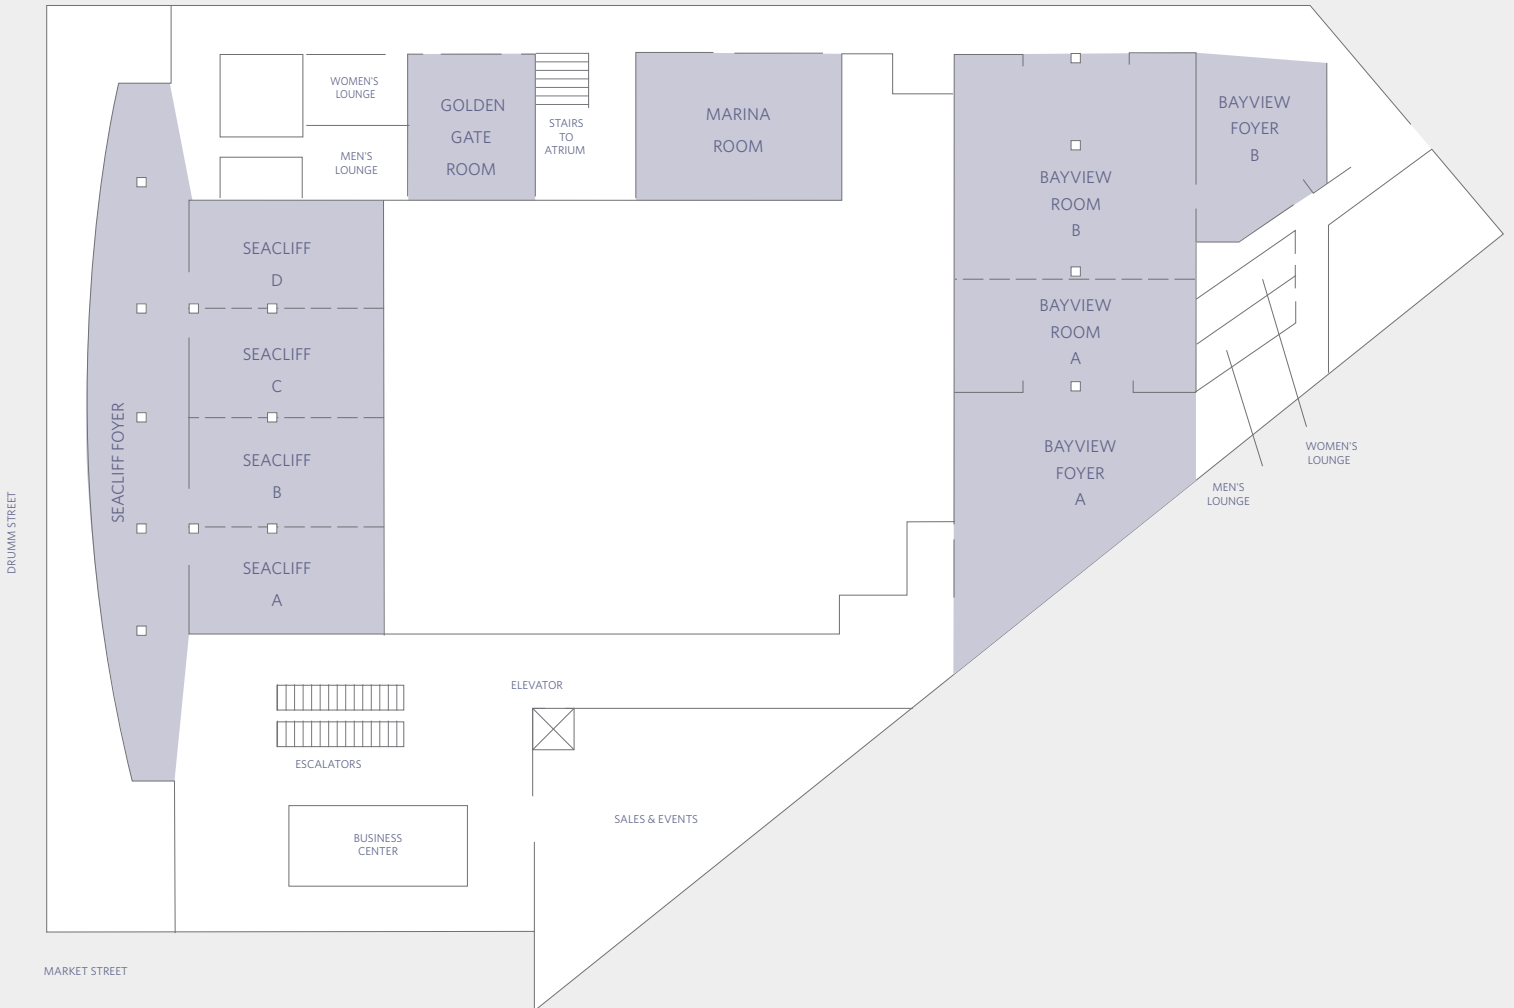 WOMEN'S
LOUNGE
MEN'S
LOUNGE
GOLDEN
GATE
ROOM
STAIRS
TO
ATRIUM
MARINA
ROOM
BAYVIEW
ROOM
B
BAYVIEW
FOYER
B
SEACLIFF
D
SEACLIFF
C
SEACLIFF
B
SEACLIFF
A
SEACLIFF FOYER
DRUMM STREET
BAYVIEW
ROOM
A
BAYVIEW
FOYER
A
WOMEN'S
LOUNGE
MEN'S
LOUNGE
ELEVATOR
ESCALATORS
SALES & EVENTS
BUSINESS
CENTER
MARKET STREET